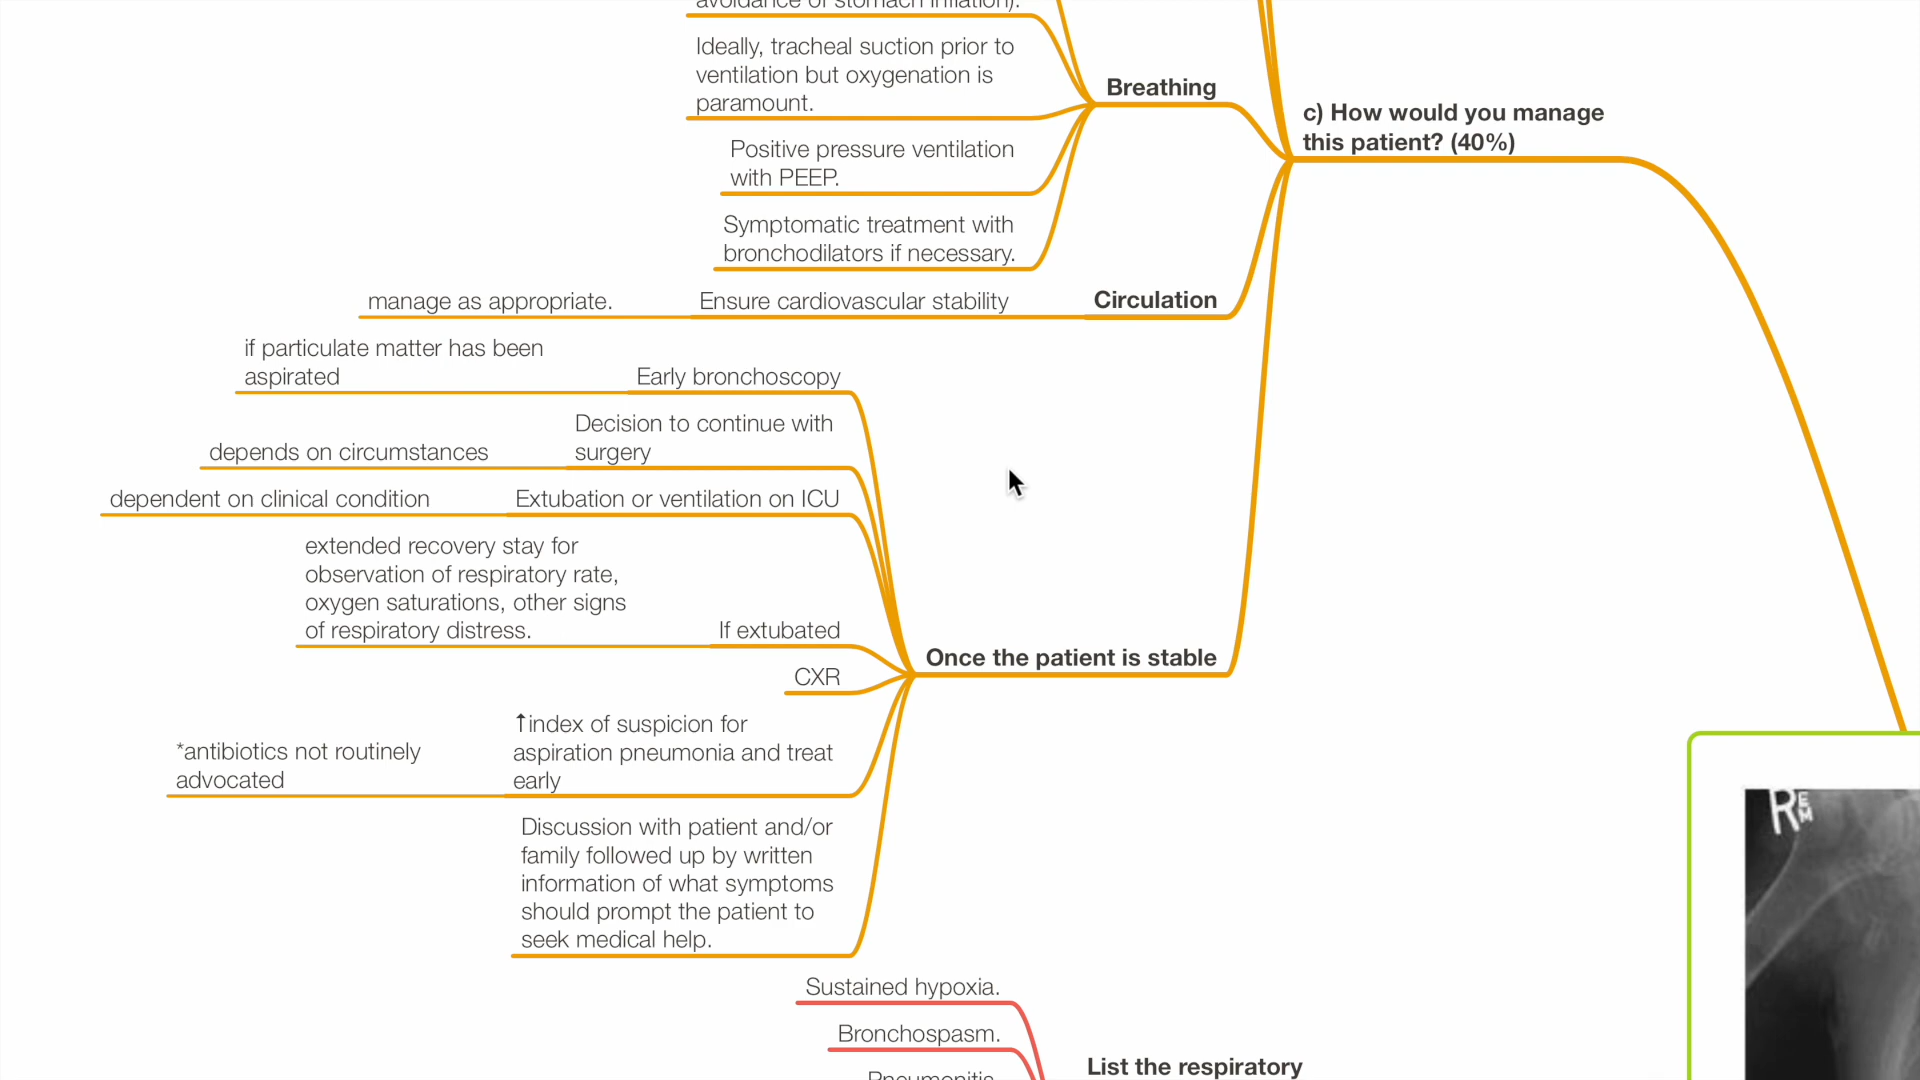 avoidance of stomach inflation).
Ideally, tracheal suction prior to
ventilation but oxygenation is
paramount.
Breathing
c) How would you manage
this patient? (40%)
Positive pressure ventilation
with PEEP.
Symptomatic treatment with
bronchodilators if necessary.
manage as appropriate.
Ensure cardiovascular stability
Circulation
if particulate matter has been
aspirated
Early bronchoscopy
Decision to continue with
surgery
depends on circumstances
dependent on clinical condition
Extubation or ventilation on ICU
extended recovery stay for
observation of respiratory rate,
oxygen saturations, other signs
of respiratory distress.
If extubated
Once the patient is stable
CXR
↑index of suspicion for
aspiration pneumonia and treat
early
*antibiotics not routinely
advocated
Discussion with patient and/or
family followed up by written
information of what symptoms
should prompt the patient to
seek medical help.
Sustained hypoxia.
Bronchospasm.
Pneumonitis.
List the respiratory
R
EM